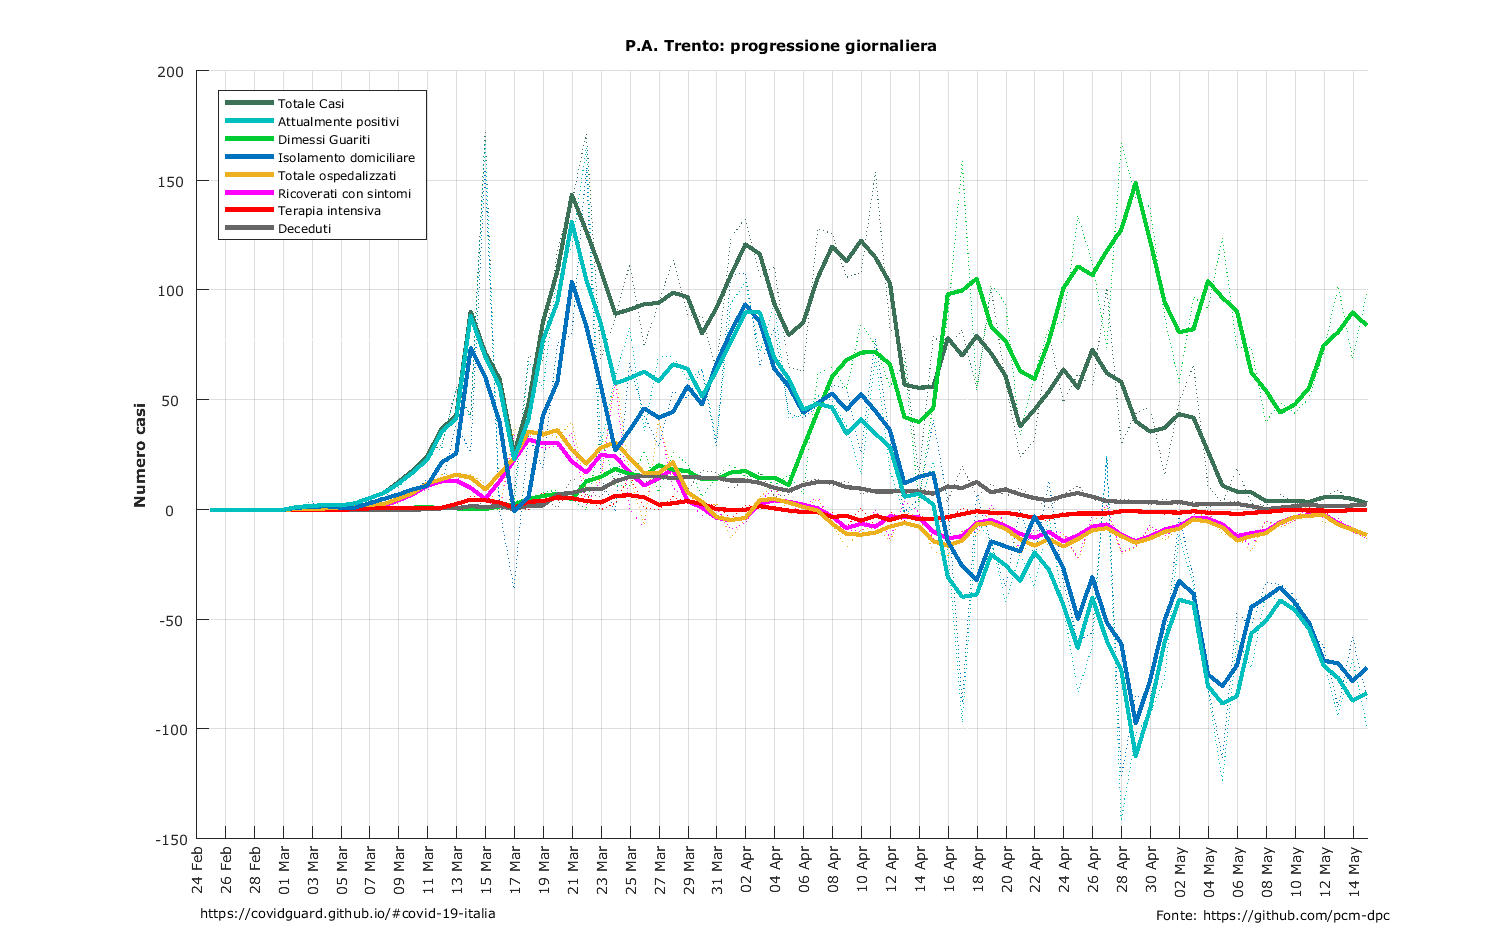 P.A. Trento: progressione giornaliera
Numero casi
200
150
100
50
0
-50
-100
-150
Totale Casi
Attualmente positivi
Dimessi Guariti
Isolamento domiciliare
Totale ospedalizzati
Ricoverati con sintomi
Terapia intensiva
Deceduti
24 Feb
26 Feb
28 Feb
01 Mar
03 Mar
05 Mar
07 Mar
09 Mar
11 Mar
13 Mar
15 Mar
17 Mar
19 Mar
21 Mar
23 Mar
25 Mar
27 Mar
29 Mar
31 Mar
02 Apr
04 Apr
06 Apr
08 Apr
10 Apr
12 Apr
14 Apr
16 Apr
18 Apr
20 Apr
22 Apr
24 Apr
26 Apr
28 Apr
30 Apr
02 May
04 May
06 May
08 May
10 May
12 May
14 May
https://covidguard.github.io/#covid-19-italia
Fonte: https://github.com/pcm-dpc